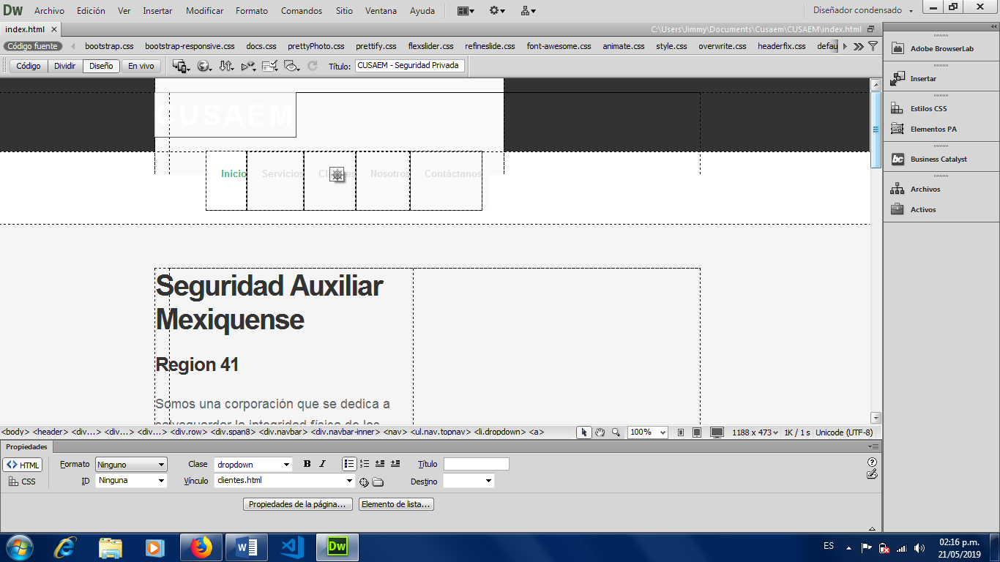 Dw Archivo Edición Ver Insertar Modificar Formato Comandos Sitio Ventana Ayuda Diseñador condensado
index.html C:\Users\Jimmy\Documents\Cusaem\CUSAEM\index.html
Código fuente bootstrap.css bootstrap-responsive.css docs.css prettyPhoto.css prettify.css flexslider.css refineslide.css font-awesome.css animate.css style.css overwrite.css headerfix.css defau
Código Dividir Diseño En vivo Título: CUSAEM - Seguridad Privada
CUSAEM
Inicio Servicios Clientes Nosotros Contáctanos
Seguridad Auxiliar
Mexiquense
Region 41
Somos una corporación que se dedica a
salvaguardar la integridad física de los
<body> <header> <div...> <div...> <div...> <div.row> <div.span8> <div.navbar> <div.navbar-inner> <nav> <ul.nav.topnav> <li.dropdown> <a> 100% 1188 x 473 1K / 1 s Unicode (UTF-8)
Propiedades
<> HTML Formato Ninguno Clase dropdown B I Título
CSS ID Ninguna Vínculo clientes.html Destino
Propiedades de la página... Elemento de lista...
Adobe BrowserLab
Insertar
Estilos CSS
Elementos PA
bc Business Catalyst
Archivos
Activos
W Dw ES 02:16 p.m.
21/05/2019